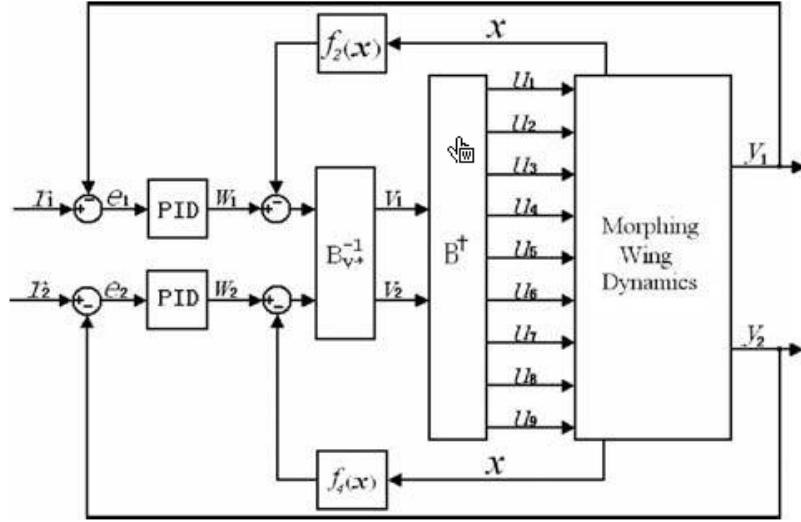 f₂(x)
x
r₁
e₁
PID
W₁
B_v*⁻¹
V₁
B†
U₁
U₂
U₃
U₄
U₅
U₆
U₇
U₈
U₉
Morphing
Wing
Dynamics
y₁
r₂
e₂
PID
W₂
V₂
y₂
f₄(x)
x